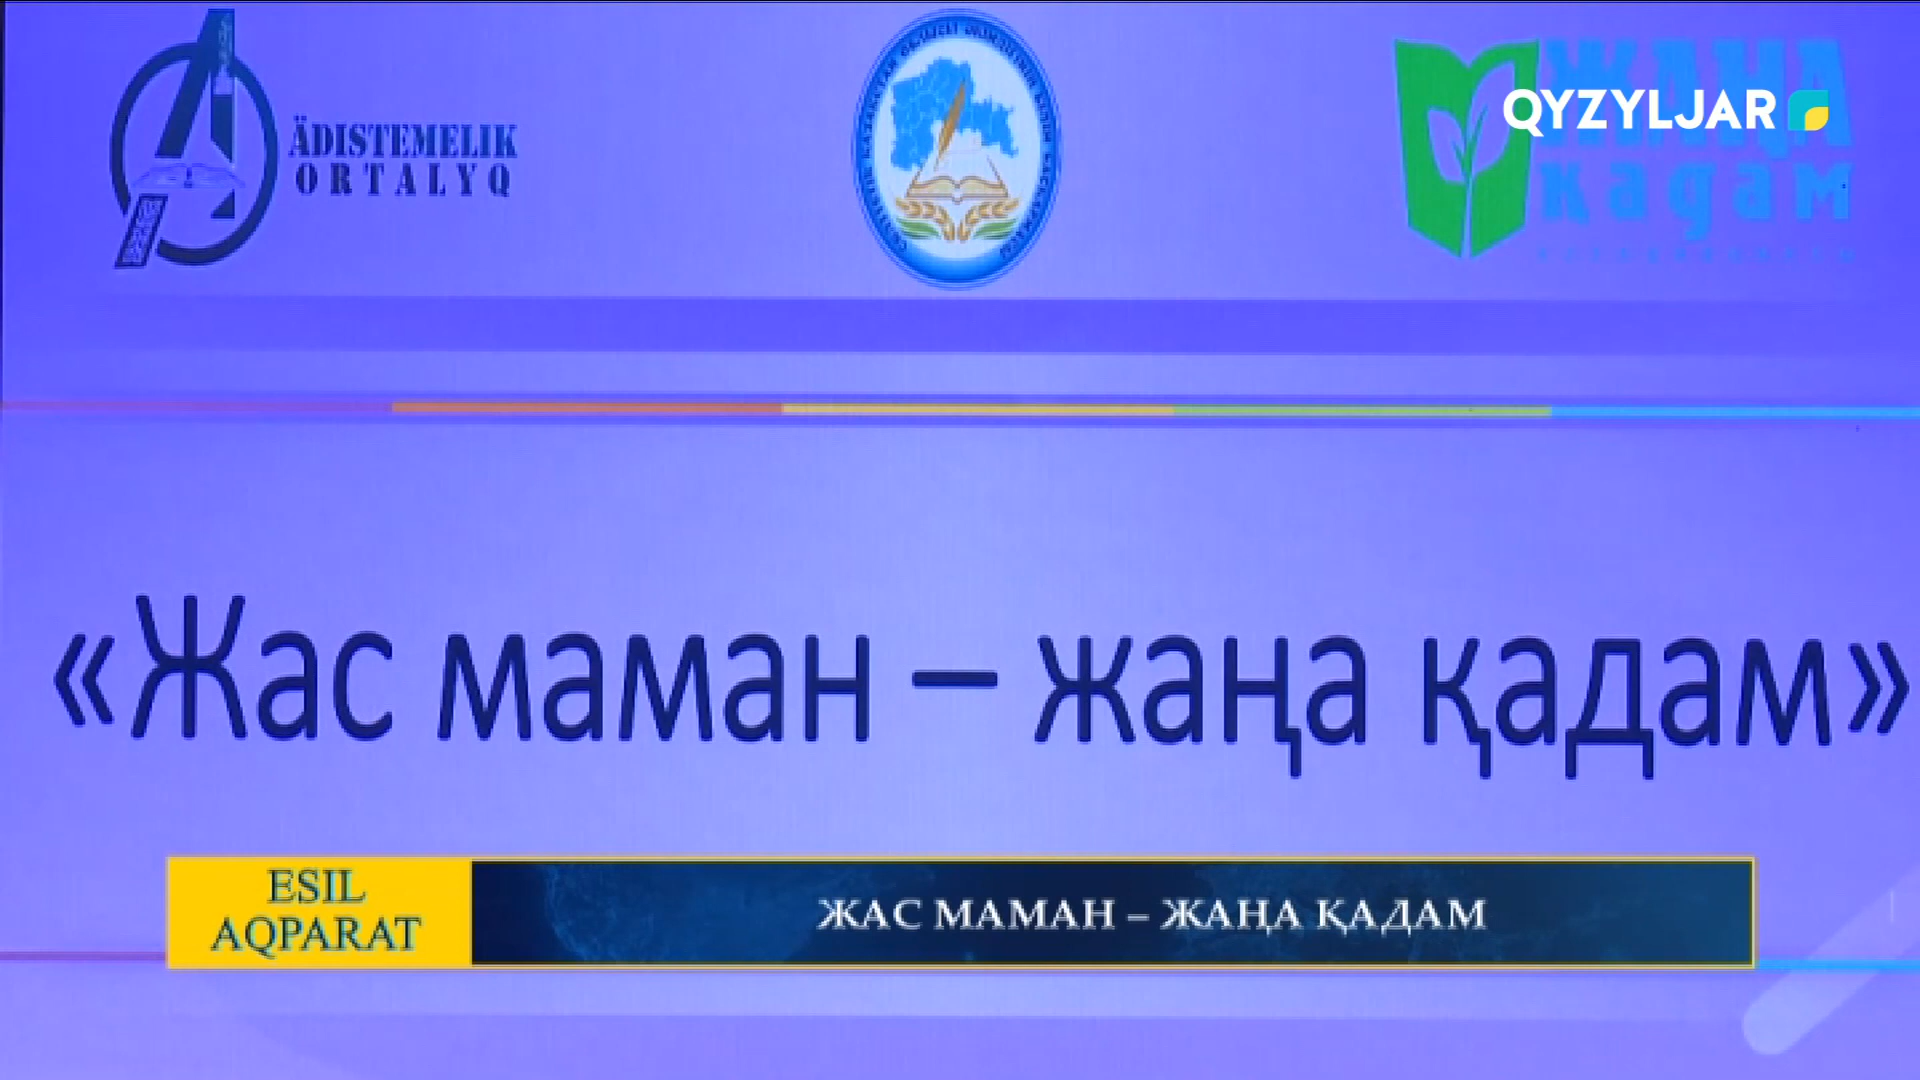 ÄDISTEMELIK
ORTALYQ
ЖАҢА
қадам
QYZYLJAR
«Жас маман – жаңа қадам»
ESIL
AQPARAT
ЖАС МАМАН – ЖАҢА ҚАДАМ